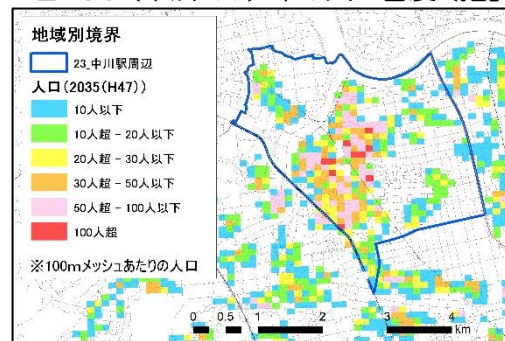 地域別境界
23_中川駅周辺
人口(2035(H47))
10人以下
10人超 - 20人以下
20人超 - 30人以下
30人超 - 50人以下
50人超 - 100人以下
100人超
※100mメッシュあたりの人口
0 0.5 1 2 3 4
km